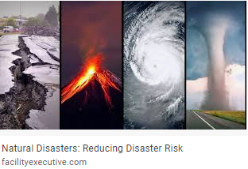 Natural Disasters: Reducing Disaster Risk
facilityexecutive.com